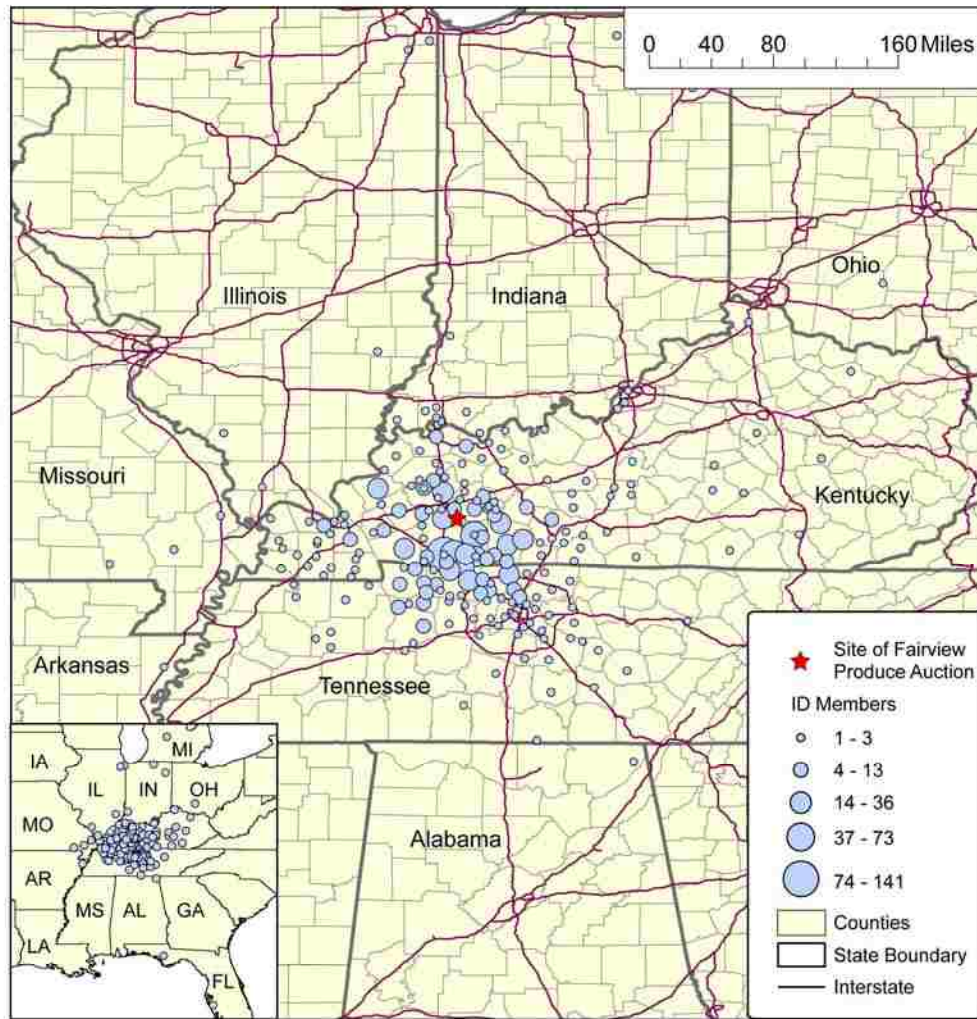 0 40 80 160 Miles
Ohio
Illinois
Indiana
Missouri
Kentucky
Arkansas
Tennessee
Alabama
Site of Fairview
Produce Auction
ID Members
1 - 3
4 - 13
14 - 36
37 - 73
74 - 141
Counties
State Boundary
Interstate
MI
IA
IL
IN
OH
MO
AR
MS
AL
GA
LA
FL